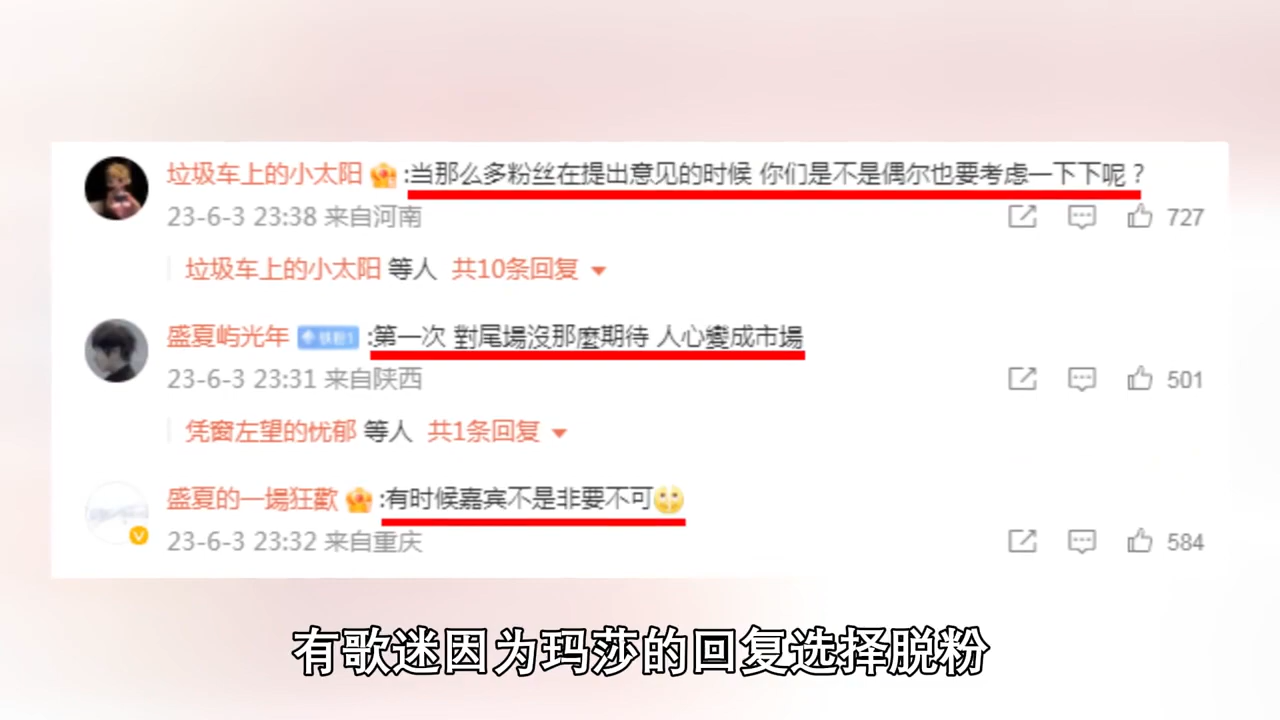 垃圾车上的小太阳:当那么多粉丝在提出意见的时候 你们是不是偶尔也要考虑一下下呢？
23-6-3 23:38 来自河南
727
垃圾车上的小太阳 等人 共10条回复
盛夏屿光年 铁粉1 :第一次 對尾場沒那麼期待 人心變成市場
23-6-3 23:31 来自陕西
501
凭窗左望的忧郁 等人 共1条回复
盛夏的一場狂歡:有时候嘉宾不是非要不可
23-6-3 23:32 来自重庆
584
有歌迷因为玛莎的回复选择脱粉